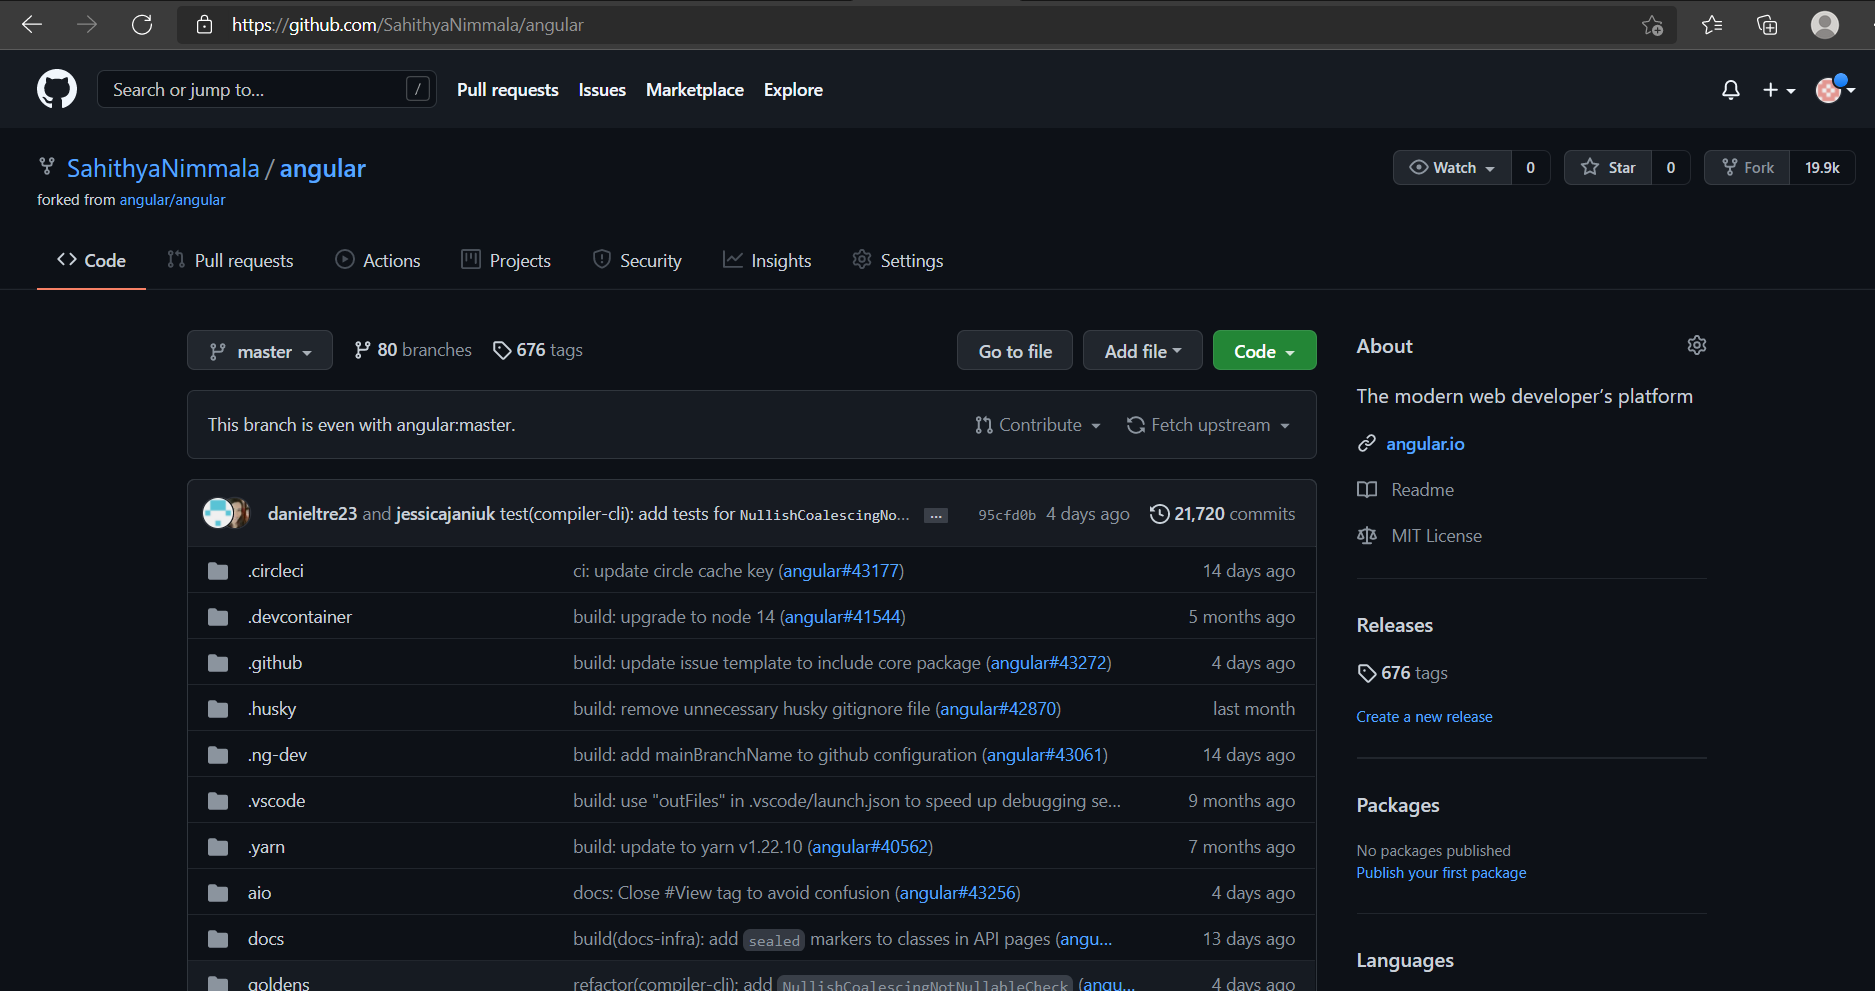 https://github.com/SahithyaNimmala/angular
Search or jump to... /
Pull requests Issues Marketplace Explore
SahithyaNimmala / angular
Watch 0 Star 0 Fork 19.9k
forked from angular/angular
Code Pull requests Actions Projects Security Insights Settings
master 80 branches 676 tags Go to file Add file Code
This branch is even with angular:master. Contribute Fetch upstream
danieltre23 and jessicajaniuk test(compiler-cli): add tests for NullishCoalescingNo... ... 95cfd0b 4 days ago 21,720 commits
.circleci ci: update circle cache key (angular#43177) 14 days ago
.devcontainer build: upgrade to node 14 (angular#41544) 5 months ago
.github build: update issue template to include core package (angular#43272) 4 days ago
.husky build: remove unnecessary husky gitignore file (angular#42870) last month
.ng-dev build: add mainBranchName to github configuration (angular#43061) 14 days ago
.vscode build: use "outFiles" in .vscode/launch.json to speed up debugging se... 9 months ago
.yarn build: update to yarn v1.22.10 (angular#40562) 7 months ago
aio docs: Close #View tag to avoid confusion (angular#43256) 4 days ago
docs build(docs-infra): add sealed markers to classes in API pages (angu... 13 days ago
goldens refactor(compiler-cli): add NullishCoalescingNotNullableCheck (angu... 4 days ago
About
The modern web developer's platform
angular.io
Readme
MIT License
Releases
676 tags
Create a new release
Packages
No packages published
Publish your first package
Languages